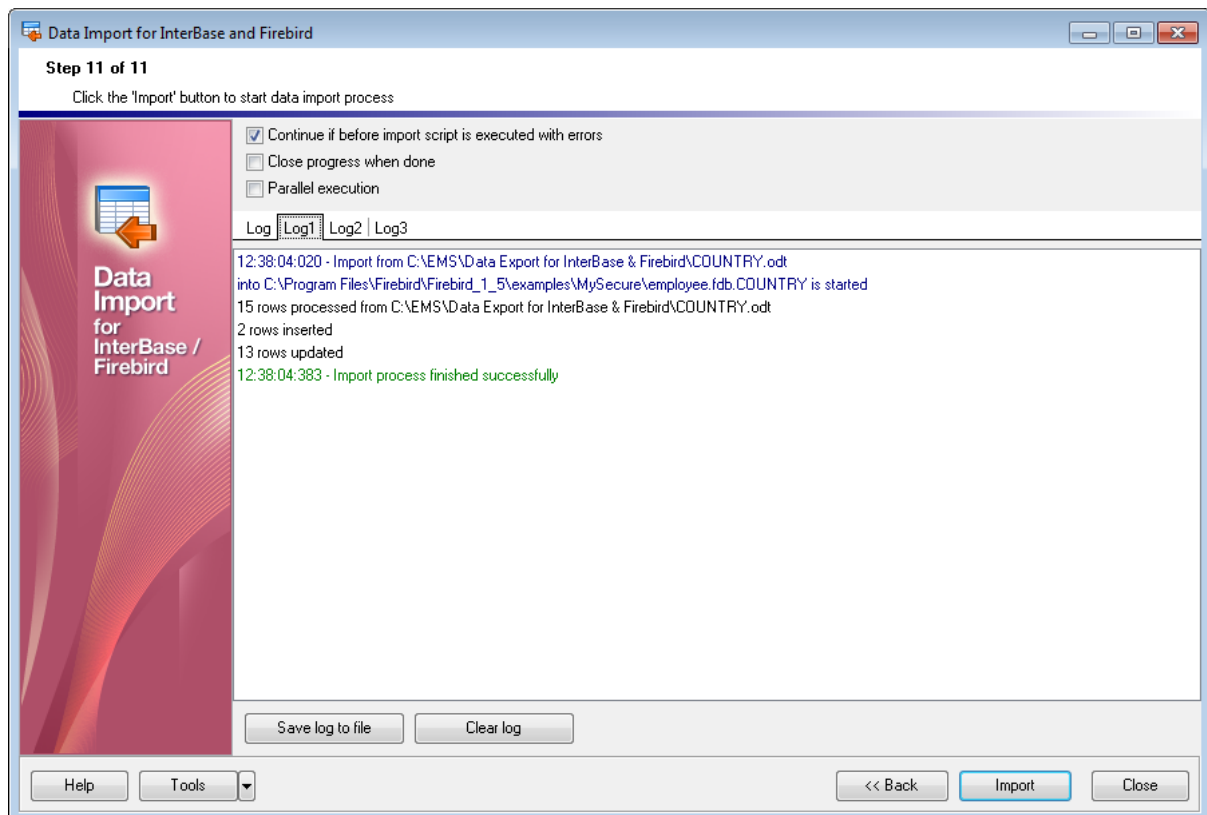 Data Import for InterBase and Firebird
Step 11 of 11
Click the 'Import' button to start data import process
Continue if before import script is executed with errors
Close progress when done
Parallel execution
Log Log1 Log2 Log3
Data
Import
for
InterBase /
Firebird
12:38:04:020 - Import from C:\EMS\Data Export for InterBase & Firebird\COUNTRY.odt
into C:\Program Files\Firebird\Firebird_1_5\examples\MySecure\employee.fdb.COUNTRY is started
15 rows processed from C:\EMS\Data Export for InterBase & Firebird\COUNTRY.odt
2 rows inserted
13 rows updated
12:38:04:383 - Import process finished successfully
Save log to file Clear log
Help Tools << Back Import Close